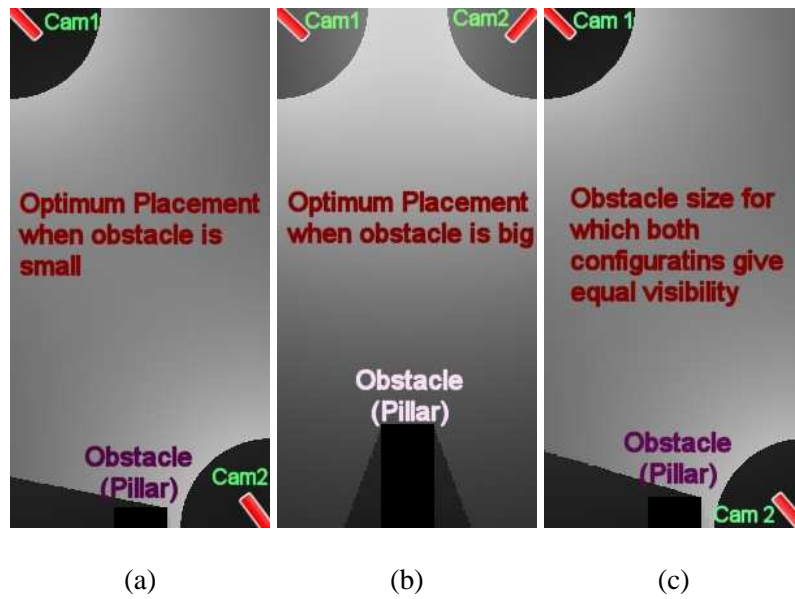 Cam1
Optimum Placement
when obstacle is
small
Obstacle
(Pillar)
Cam2
(a)
Cam1
Cam2
Optimum Placement
when obstacle is big
Obstacle
(Pillar)
(b)
Cam 1
Obstacle size for
which both
configuratins give
equal visibility
Obstacle
(Pillar)
Cam 2
(c)